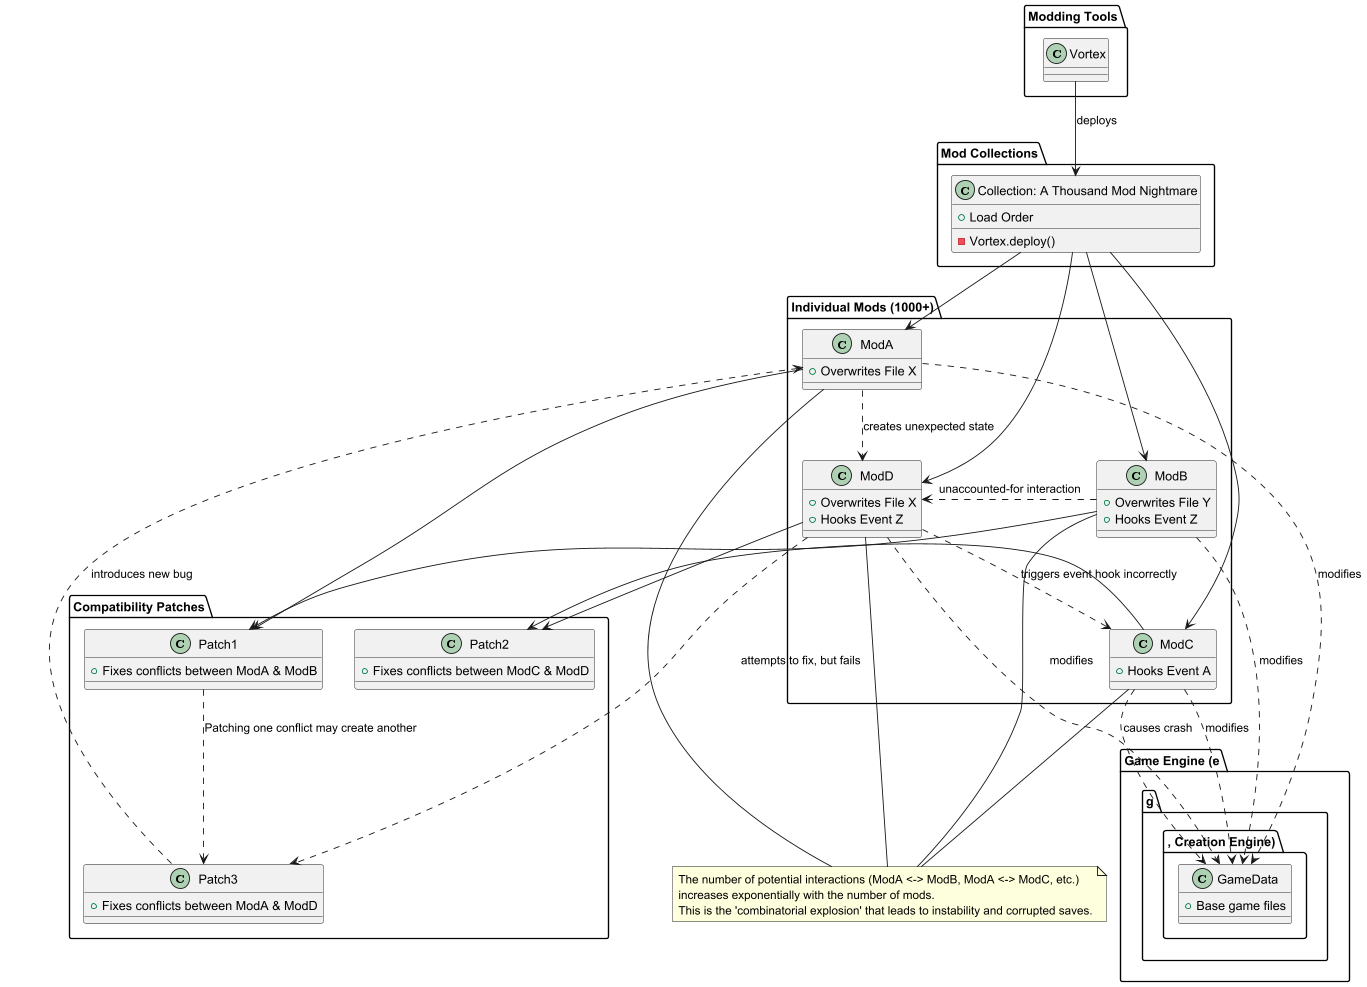 Modding Tools
C Vortex
deploys
Mod Collections
C Collection: A Thousand Mod Nightmare
Load Order
Vortex.deploy()
Individual Mods (1000+)
C ModA
Overwrites File X
creates unexpected state
C ModD
Overwrites File X
Hooks Event Z
unaccounted-for interaction
C ModB
Overwrites File Y
Hooks Event Z
introduces new bug
triggers event hook incorrectly
modifies
Compatibility Patches
C Patch1
Fixes conflicts between ModA & ModB
C Patch2
Fixes conflicts between ModC & ModD
attempts to fix, but fails
modifies
C ModC
Hooks Event A
modifies
Patching one conflict may create another
causes crash
modifies
Game Engine (e
g
, Creation Engine)
C GameData
Base game files
C Patch3
Fixes conflicts between ModA & ModD
The number of potential interactions (ModA <-> ModB, ModA <-> ModC, etc.)
increases exponentially with the number of mods.
This is the 'combinatorial explosion' that leads to instability and corrupted saves.